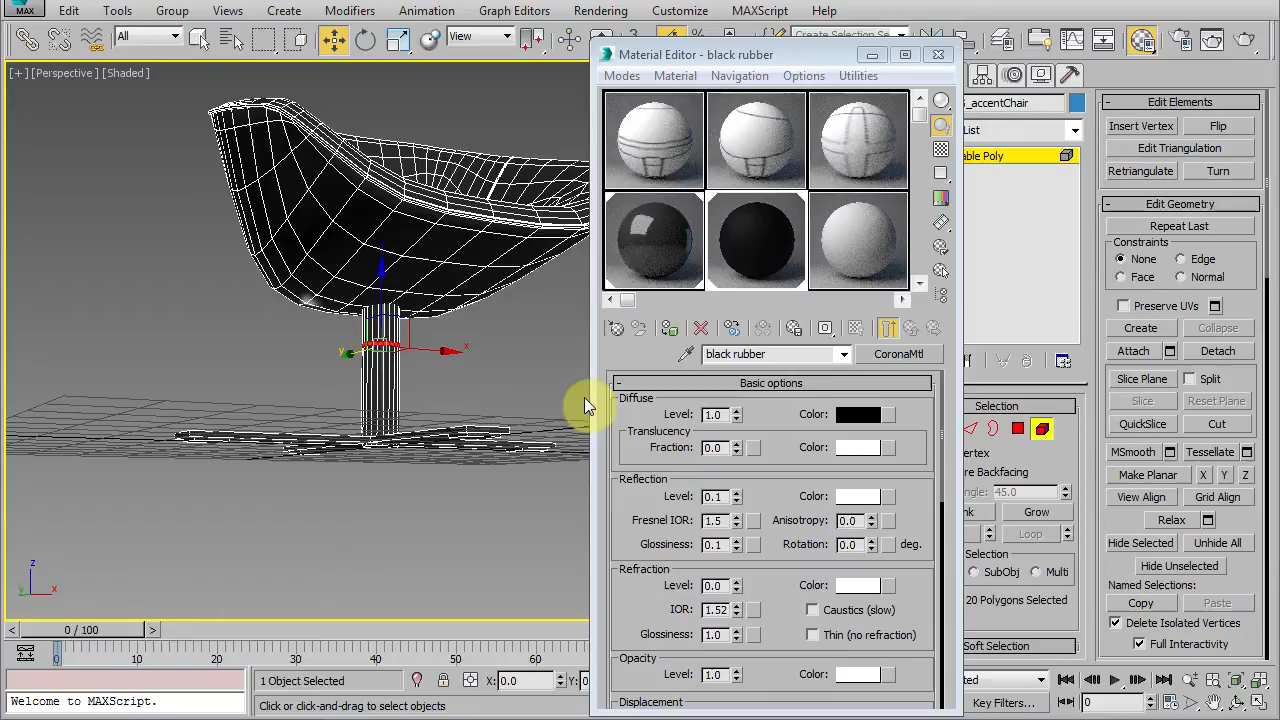 MAX Edit Tools Group Views Create Modifiers Animation Graph Editors Rendering Customize MAXScript Help
All View 3 % Create Selection Se
[+] [Perspective] [Shaded]
Material Editor - black rubber
Modes Material Navigation Options Utilities
black rubber CoronaMtl
- Basic options
Diffuse
Level: 1.0 Color:
Translucency
Fraction: 0.0 Color:
Reflection
Level: 0.1 Color:
Fresnel IOR: 1.5 Anisotropy: 0.0
Glossiness: 0.1 Rotation: 0.0 deg.
Refraction
Level: 0.0 Color:
IOR: 1.52 Caustics (slow)
Glossiness: 1.0 Thin (no refraction)
Opacity
Level: 1.0 Color:
Displacement
_accentChair
List
able Poly
Selection
ertex
re Backfacing
ngle: 45.0
nk Grow
Loop
Selection
SubObj Multi
20 Polygons Selected
Soft Selection
- Edit Elements
Insert Vertex Flip
Edit Triangulation
Retriangulate Turn
- Edit Geometry
Repeat Last
Constraints
None Edge
Face Normal
Preserve UVs
Create Collapse
Attach Detach
Slice Plane Split
Slice Reset Plane
QuickSlice Cut
MSmooth Tessellate
Make Planar X Y Z
View Align Grid Align
Relax
Hide Selected Unhide All
Hide Unselected
Named Selections:
Copy Paste
Delete Isolated Vertices
Full Interactivity
z
y x
x
z
y
< 0 / 100 >
0 10 20 30 40 50 60
1 Object Selected X: 0.0 Y: 0
Welcome to MAXScript. Click or click-and-drag to select objects
ted
Key Filters... 0